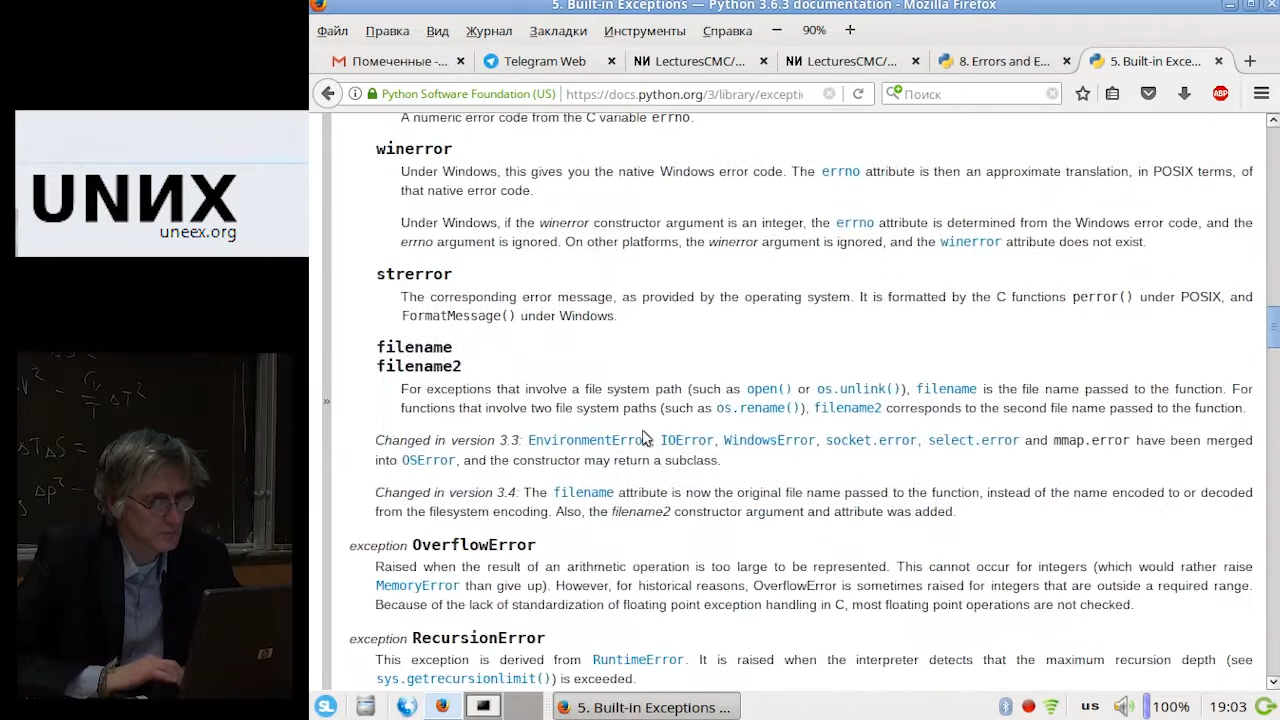 5. Built-in Exceptions — Python 3.6.3 documentation - Mozilla Firefox
Файл Правка Вид Журнал Закладки Инструменты Справка 90%
Помеченные -... Telegram Web LecturesCMC/... LecturesCMC/... 8. Errors and E... 5. Built-in Exce...
Python Software Foundation (US) https://docs.python.org/3/library/excepti Поиск ABP
A numeric error code from the C variable errno.
winerror
Under Windows, this gives you the native Windows error code. The errno attribute is then an approximate translation, in POSIX terms, of
that native error code.
Under Windows, if the winerror constructor argument is an integer, the errno attribute is determined from the Windows error code, and the
errno argument is ignored. On other platforms, the winerror argument is ignored, and the winerror attribute does not exist.
strerror
The corresponding error message, as provided by the operating system. It is formatted by the C functions perror() under POSIX, and
FormatMessage() under Windows.
filename
filename2
For exceptions that involve a file system path (such as open() or os.unlink()), filename is the file name passed to the function. For
functions that involve two file system paths (such as os.rename()), filename2 corresponds to the second file name passed to the function.
Changed in version 3.3: EnvironmentError, IOError, WindowsError, socket.error, select.error and mmap.error have been merged
into OSError, and the constructor may return a subclass.
Changed in version 3.4: The filename attribute is now the original file name passed to the function, instead of the name encoded to or decoded
from the filesystem encoding. Also, the filename2 constructor argument and attribute was added.
exception OverflowError
Raised when the result of an arithmetic operation is too large to be represented. This cannot occur for integers (which would rather raise
MemoryError than give up). However, for historical reasons, OverflowError is sometimes raised for integers that are outside a required range.
Because of the lack of standardization of floating point exception handling in C, most floating point operations are not checked.
exception RecursionError
This exception is derived from RuntimeError. It is raised when the interpreter detects that the maximum recursion depth (see
sys.getrecursionlimit()) is exceeded.
SL 5. Built-in Exceptions ... us 100% 19:03
UNИX
uneex.org
hp